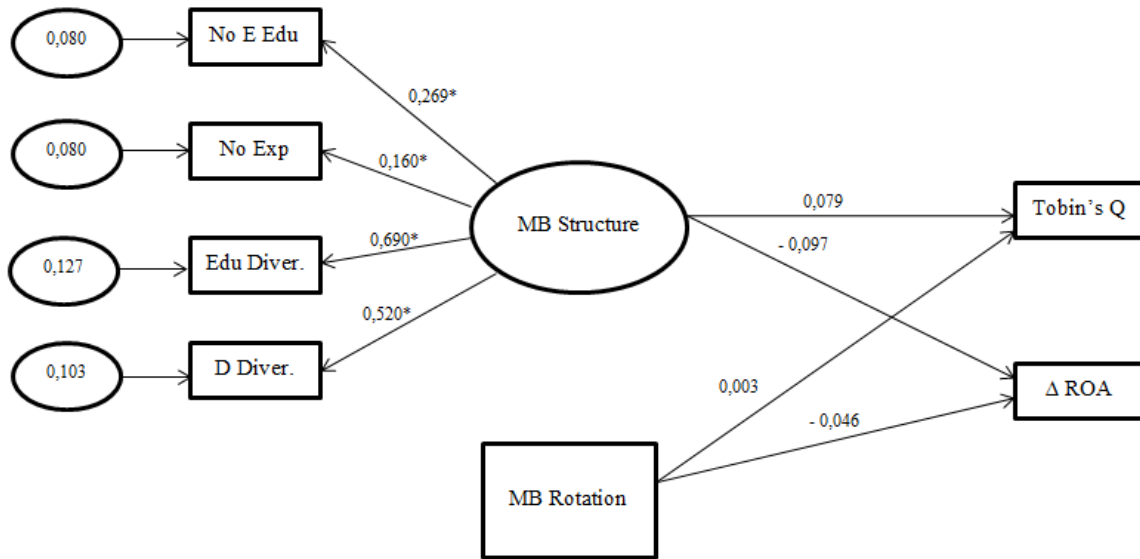 0,080
No E Edu
0,269*
0,080
No Exp
0,160*
MB Structure
0,079
Tobin’s Q
0,127
Edu Diver.
0,690*
- 0,097
0,520*
0,103
D Diver.
0,003
Δ ROA
- 0,046
MB Rotation